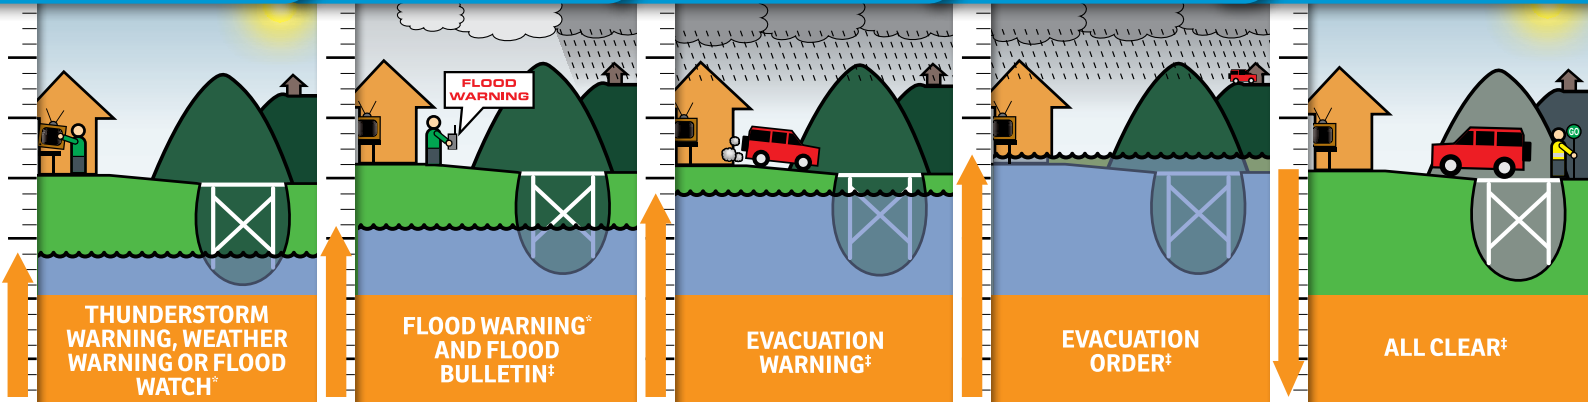 FLOOD
WARNING
GO
THUNDERSTORM
WARNING, WEATHER
WARNING OR FLOOD
WATCH*
FLOOD WARNING*
AND FLOOD
BULLETIN‡
EVACUATION
WARNING‡
EVACUATION
ORDER‡
ALL CLEAR‡